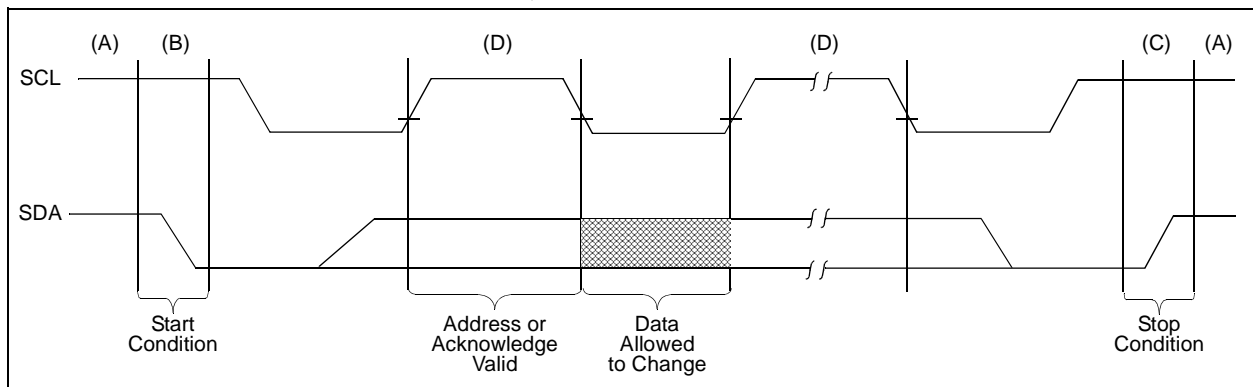 (A) (B) (D) (D) (C) (A)
SCL
SDA
Start
Condition
Address or
Acknowledge
Valid
Data
Allowed
to Change
Stop
Condition